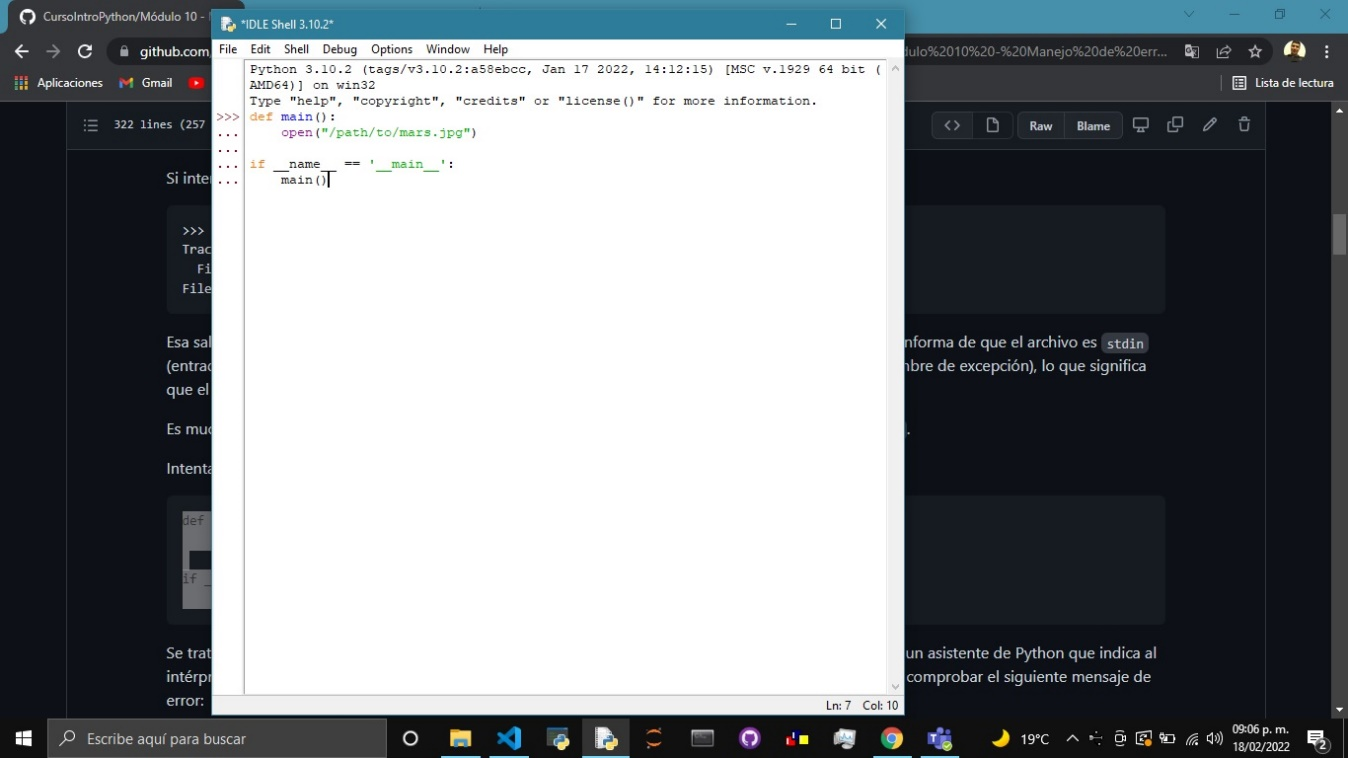 CursoIntroPython/Módulo 10 -
*IDLE Shell 3.10.2*
github.com
dulo%2010%20-%20Manejo%20de%20err...
Aplicaciones
Gmail
Lista de lectura
File Edit Shell Debug Options Window Help
Python 3.10.2 (tags/v3.10.2:a58ebcc, Jan 17 2022, 14:12:15) [MSC v.1929 64 bit (
AMD64)] on win32
Type "help", "copyright", "credits" or "license()" for more information.
>>> def main():
... open("/path/to/mars.jpg")
...
... if __name__ == '__main__':
... main()
322 lines (257
Raw Blame
Si inte
>>>
Trac
Fi
File
Esa sal
nforma de que el archivo es stdin
(entrad
bre de excepción), lo que significa
que el
Es muc
Intenta
def
if _
Se trat
un asistente de Python que indica al
intérpr
comprobar el siguiente mensaje de
error:
Ln: 7 Col: 10
Escribe aquí para buscar
19°C
09:06 p. m.
18/02/2022
2